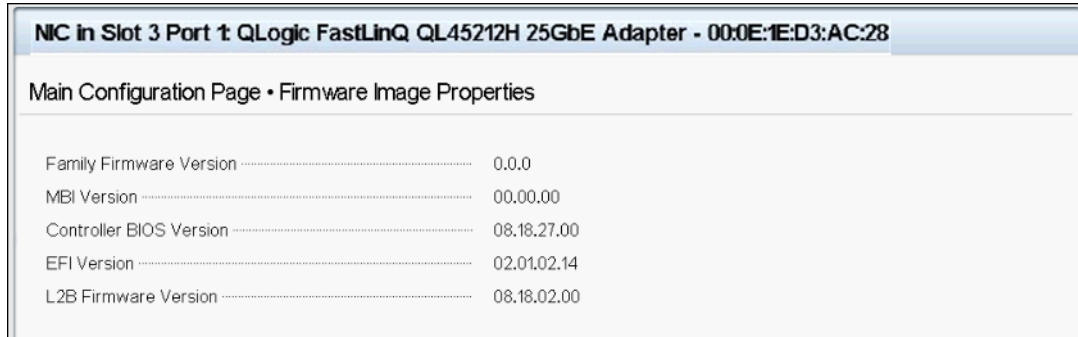 NIC in Slot 3 Port 1: QLogic FastLinQ QL45212H 25GbE Adapter - 00:0E:1E:D3:AC:28
Main Configuration Page • Firmware Image Properties
Family Firmware Version 0.0.0
MBI Version 00.00.00
Controller BIOS Version 08.18.27.00
EFI Version 02.01.02.14
L2B Firmware Version 08.18.02.00